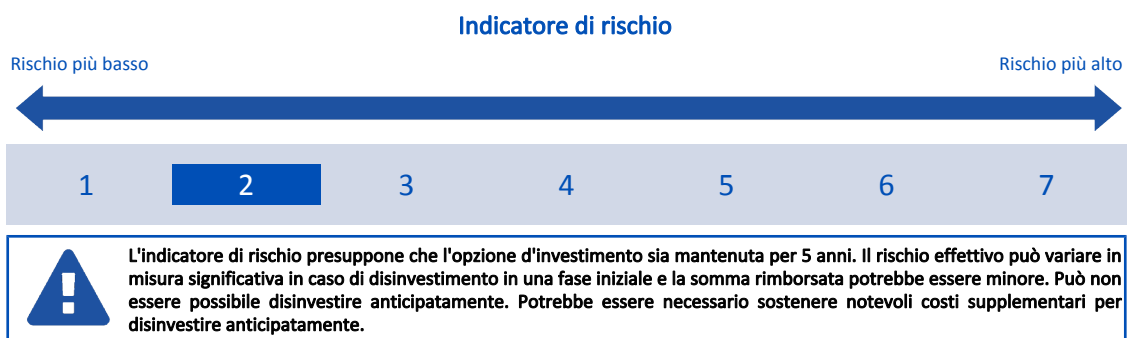 Indicatore di rischio
Rischio più basso Rischio più alto
1 2 3 4 5 6 7
L'indicatore di rischio presuppone che l'opzione d'investimento sia mantenuta per 5 anni. Il rischio effettivo può variare in
misura significativa in caso di disinvestimento in una fase iniziale e la somma rimborsata potrebbe essere minore. Può non
essere possibile disinvestire anticipatamente. Potrebbe essere necessario sostenere notevoli costi supplementari per
disinvestire anticipatamente.